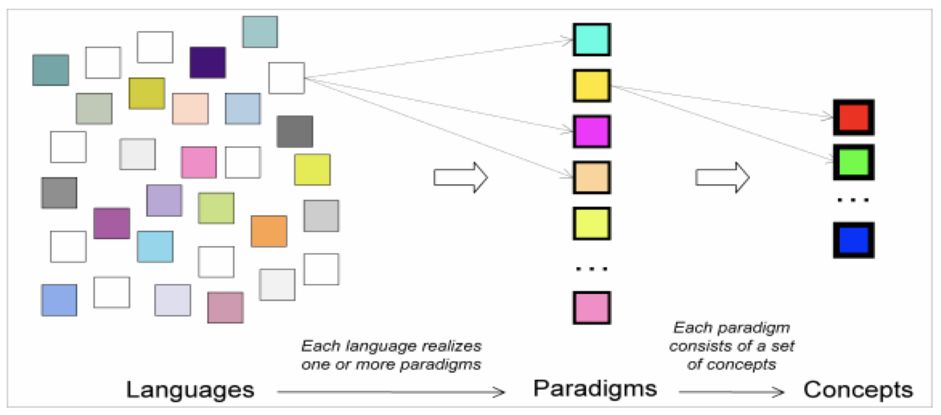 ...
...
Each language realizes
one or more paradigms
Each paradigm
consists of a set
of concepts
Languages
Paradigms
Concepts